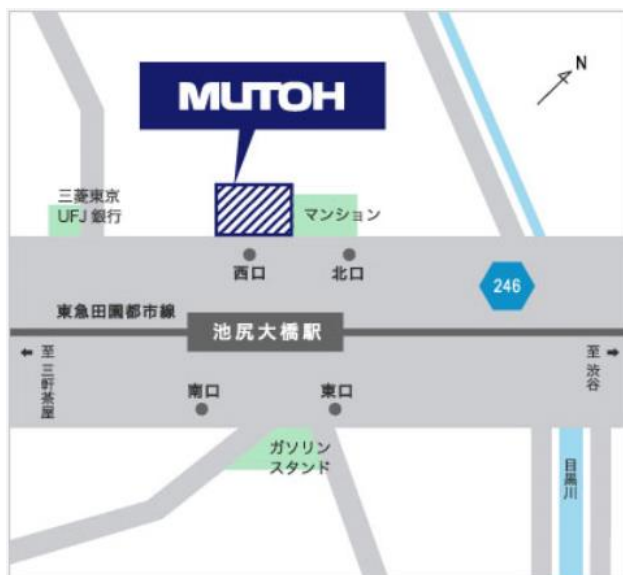 MUTOH
N
三菱東京
UFJ 銀行
マンション
西口
北口
246
東急田園都市線
池尻大橋駅
← 至 三軒茶屋
至 渋谷 →
南口
東口
ガソリン
スタンド
目黒川